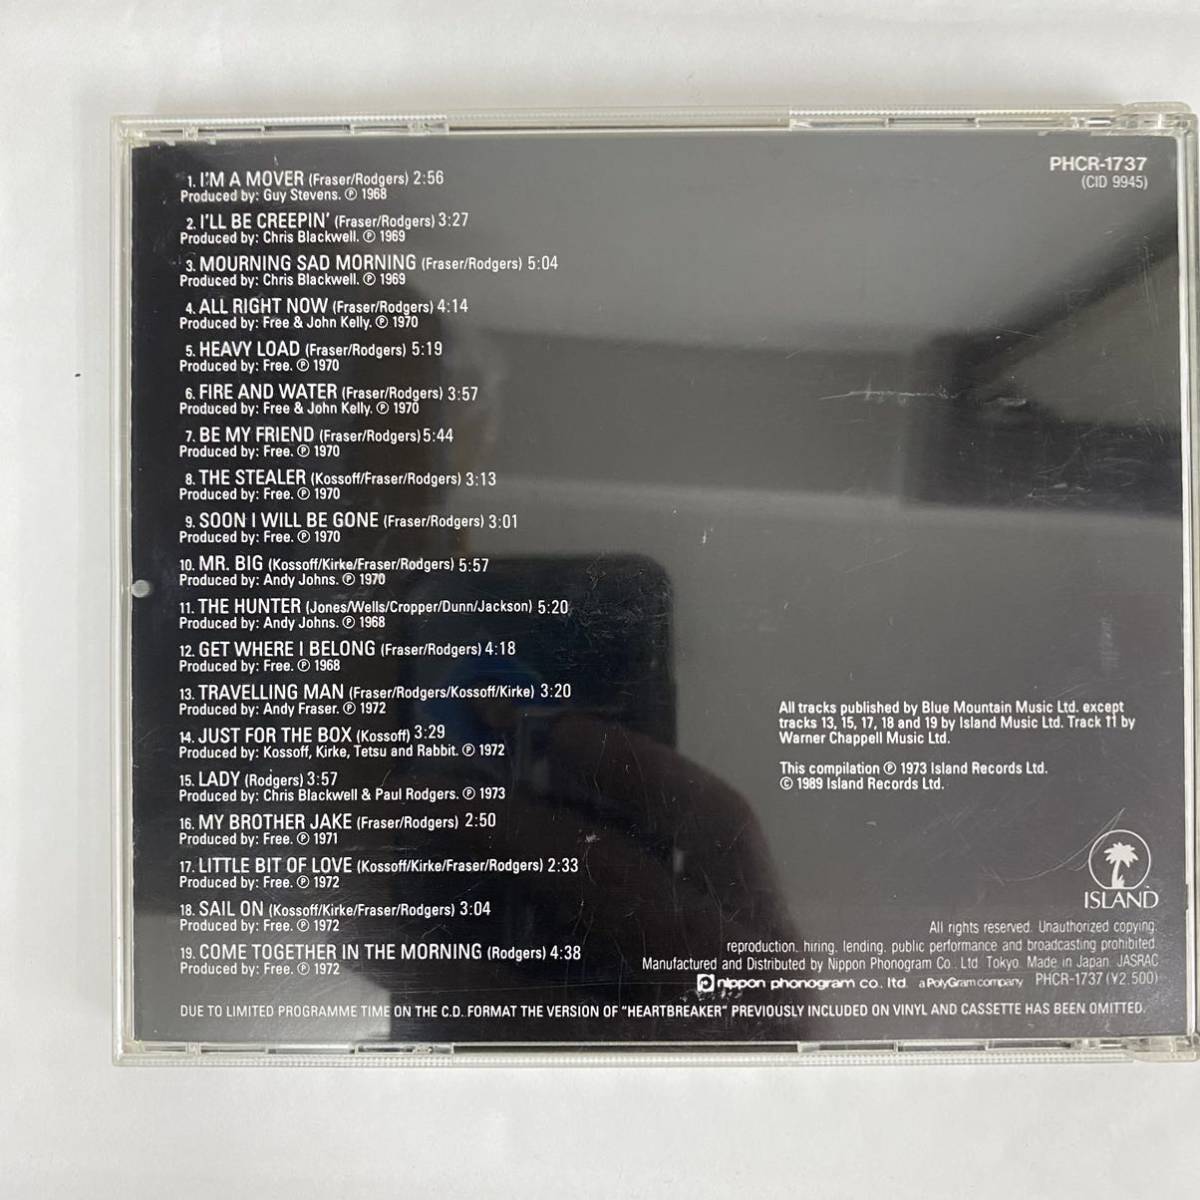 PHCR-1737
(CID 9945)
1. I'M A MOVER (Fraser/Rodgers) 2:56
Produced by: Guy Stevens. ℗ 1968
2. I'LL BE CREEPIN' (Fraser/Rodgers) 3:27
Produced by: Chris Blackwell. ℗ 1969
3. MOURNING SAD MORNING (Fraser/Rodgers) 5:04
Produced by: Chris Blackwell. ℗ 1969
4. ALL RIGHT NOW (Fraser/Rodgers) 4:14
Produced by: Free & John Kelly. ℗ 1970
5. HEAVY LOAD (Fraser/Rodgers) 5:19
Produced by: Free. ℗ 1970
6. FIRE AND WATER (Fraser/Rodgers) 3:57
Produced by: Free & John Kelly. ℗ 1970
7. BE MY FRIEND (Fraser/Rodgers) 5:44
Produced by: Free. ℗ 1970
8. THE STEALER (Kossoff/Fraser/Rodgers) 3:13
Produced by: Free. ℗ 1970
9. SOON I WILL BE GONE (Fraser/Rodgers) 3:01
Produced by: Free. ℗ 1970
10. MR. BIG (Kossoff/Kirke/Fraser/Rodgers) 5:57
Produced by: Andy Johns. ℗ 1970
11. THE HUNTER (Jones/Wells/Cropper/Dunn/Jackson) 5:20
Produced by: Andy Johns. ℗ 1968
12. GET WHERE I BELONG (Fraser/Rodgers) 4:18
Produced by: Free. ℗ 1968
13. TRAVELLING MAN (Fraser/Rodgers/Kossoff/Kirke) 3:20
Produced by: Andy Fraser. ℗ 1972
14. JUST FOR THE BOX (Kossoff) 3:29
Produced by: Kossoff, Kirke, Tetsu and Rabbit. ℗ 1972
15. LADY (Rodgers) 3:57
Produced by: Chris Blackwell & Paul Rodgers. ℗ 1973
16. MY BROTHER JAKE (Fraser/Rodgers) 2:50
Produced by: Free. ℗ 1971
17. LITTLE BIT OF LOVE (Kossoff/Kirke/Fraser/Rodgers) 2:33
Produced by: Free. ℗ 1972
18. SAIL ON (Kossoff/Kirke/Fraser/Rodgers) 3:04
Produced by: Free. ℗ 1972
19. COME TOGETHER IN THE MORNING (Rodgers) 4:38
Produced by: Free. ℗ 1972
All tracks published by Blue Mountain Music Ltd. except
tracks 13, 15, 17, 18 and 19 by Island Music Ltd. Track 11 by
Warner Chappell Music Ltd.
This compilation ℗ 1973 Island Records Ltd.
© 1989 Island Records Ltd.
ISLAND
All rights reserved. Unauthorized copying,
reproduction, hiring, lending, public performance and broadcasting prohibited.
Manufactured and Distributed by Nippon Phonogram Co., Ltd. Tokyo. Made in Japan. JASRAC
nippon phonogram co., ltd. a PolyGram company PHCR-1737 (¥2,500)
DUE TO LIMITED PROGRAMME TIME ON THE C.D. FORMAT THE VERSION OF "HEARTBREAKER" PREVIOUSLY INCLUDED ON VINYL AND CASSETTE HAS BEEN OMITTED.